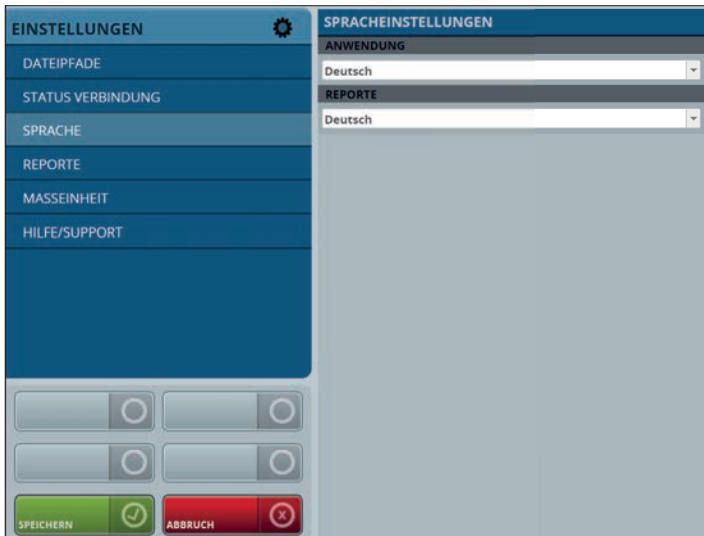 EINSTELLUNGEN
DATEIPFADE
STATUS VERBINDUNG
SPRACHE
REPORTE
MASSEINHEIT
HILFE/SUPPORT
SPEICHERN
ABBRUCH
SPRACHEINSTELLUNGEN
ANWENDUNG
Deutsch
REPORTE
Deutsch